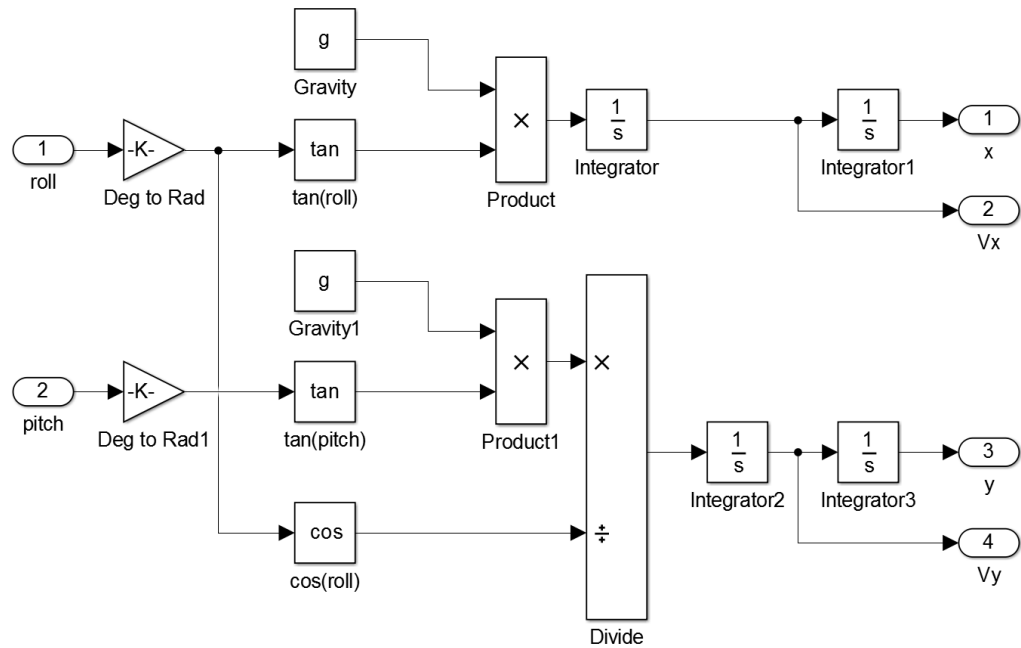 g
Gravity
1
roll
-K-
Deg to Rad
tan
tan(roll)
×
Product
1
s
Integrator
1
s
Integrator1
1
x
2
Vx
g
Gravity1
2
pitch
-K-
Deg to Rad1
tan
tan(pitch)
×
Product1
cos
cos(roll)
×
÷
Divide
1
s
Integrator2
1
s
Integrator3
3
y
4
Vy